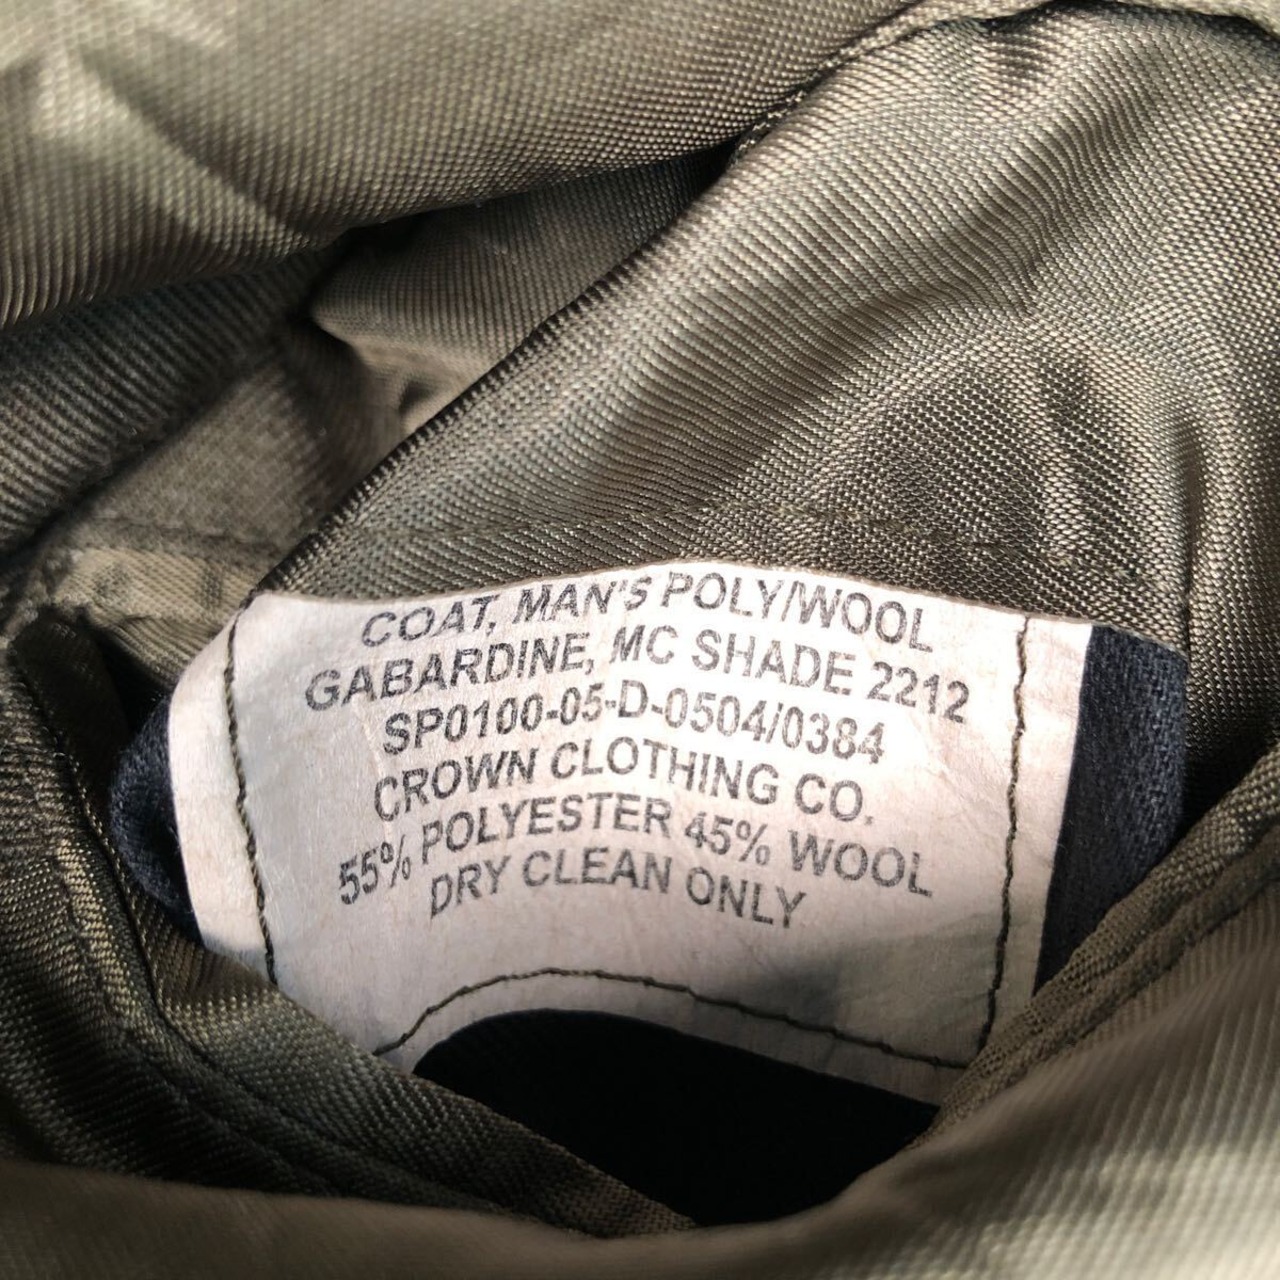 COAT, MAN'S POLY/WOOL
GABARDINE, MC SHADE 2212
SP0100-05-D-0504/0384
CROWN CLOTHING CO.
55% POLYESTER 45% WOOL
DRY CLEAN ONLY